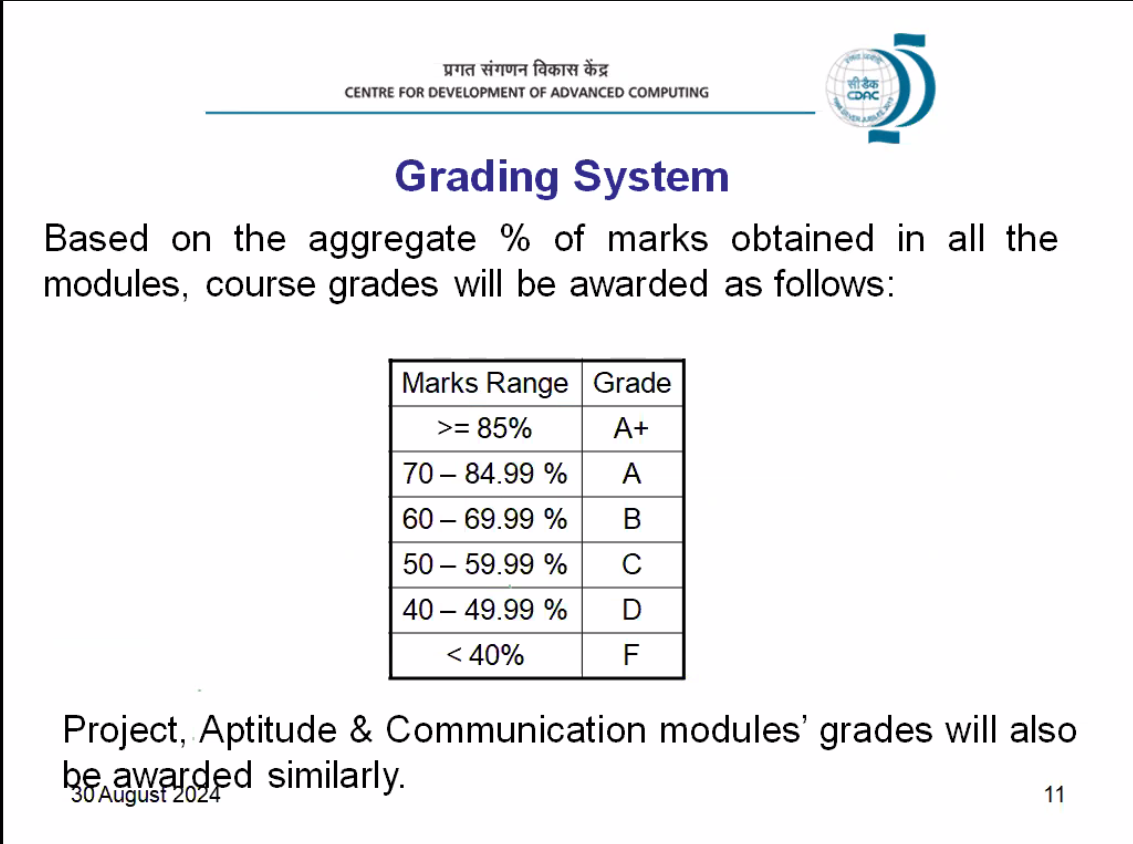 प्रगत संगणन विकास केंद्र
CENTRE FOR DEVELOPMENT OF ADVANCED COMPUTING
सी डैक
CDAC
Grading System
Based on the aggregate % of marks obtained in all the
modules, course grades will be awarded as follows:
Marks Range Grade
>= 85% A+
70 – 84.99 % A
60 – 69.99 % B
50 – 59.99 % C
40 – 49.99 % D
< 40% F
Project, Aptitude & Communication modules’ grades will also
be awarded similarly.
30 August 2024 11